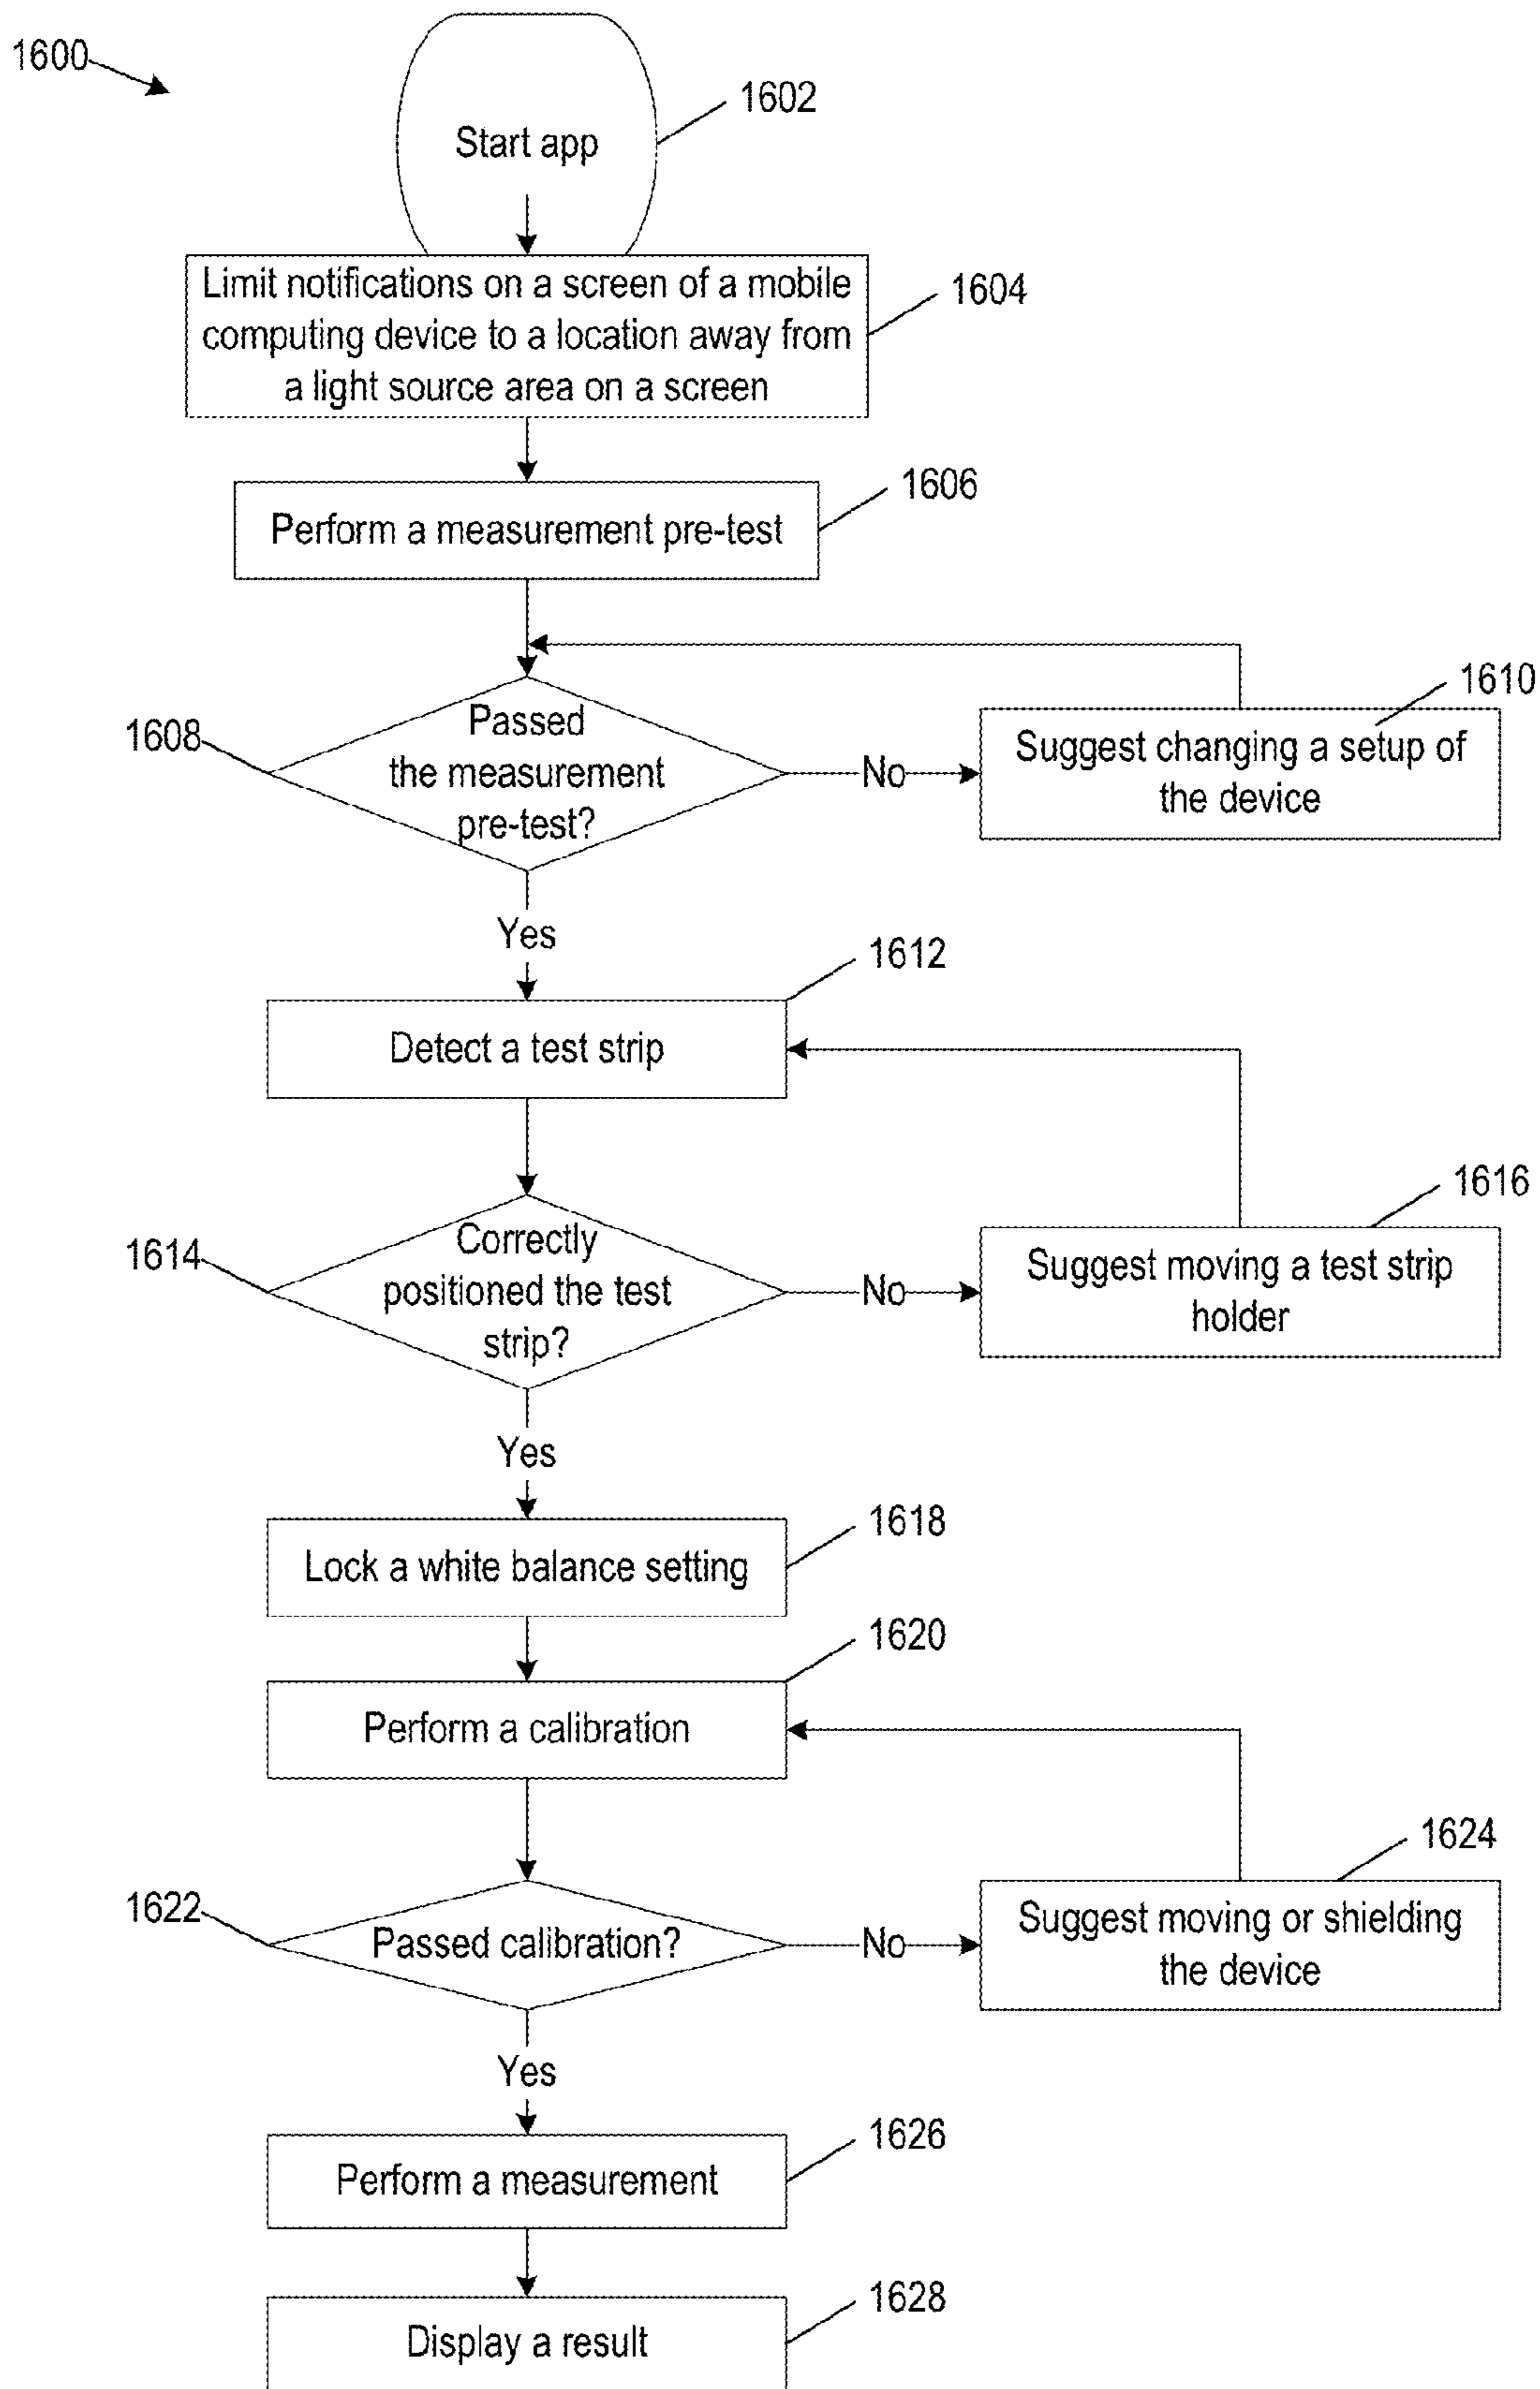 1600
1602
Start app
1604
Limit notifications on a screen of a mobile
computing device to a location away from
a light source area on a screen
1606
Perform a measurement pre-test
1608
Passed
the measurement
pre-test?
No
1610
Suggest changing a setup of
the device
Yes
1612
Detect a test strip
1614
Correctly
positioned the test
strip?
No
1616
Suggest moving a test strip
holder
Yes
1618
Lock a white balance setting
1620
Perform a calibration
1622
Passed calibration?
No
1624
Suggest moving or shielding
the device
Yes
1626
Perform a measurement
1628
Display a result